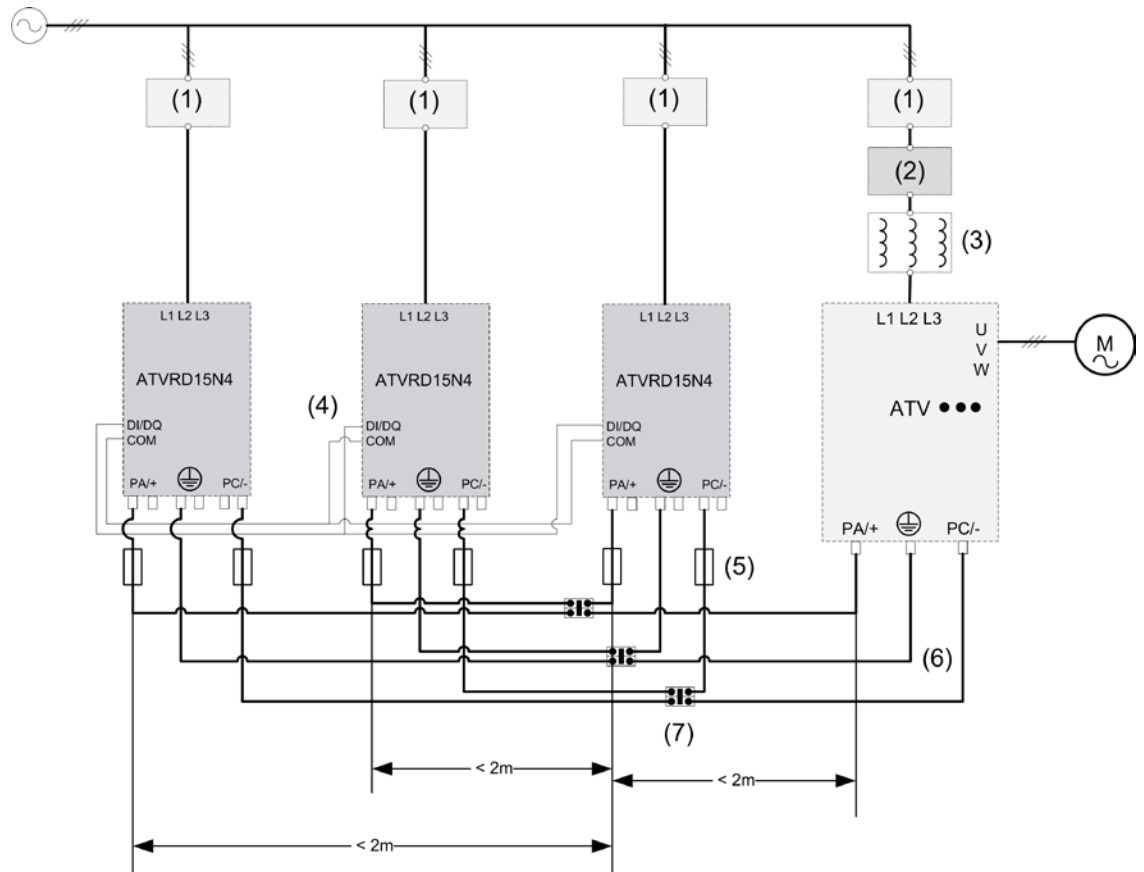 (1)
(1)
(1)
(1)
(2)
(3)
L1 L2 L3
L1 L2 L3
L1 L2 L3
L1 L2 L3
U
V
W
M
ATVRD15N4
ATVRD15N4
ATVRD15N4
ATV ●●●
(4)
DI/DQ
COM
DI/DQ
COM
DI/DQ
COM
PA/+
PC/-
PA/+
PC/-
PA/+
PC/-
PA/+
PC/-
(5)
(6)
(7)
< 2m
< 2m
< 2m